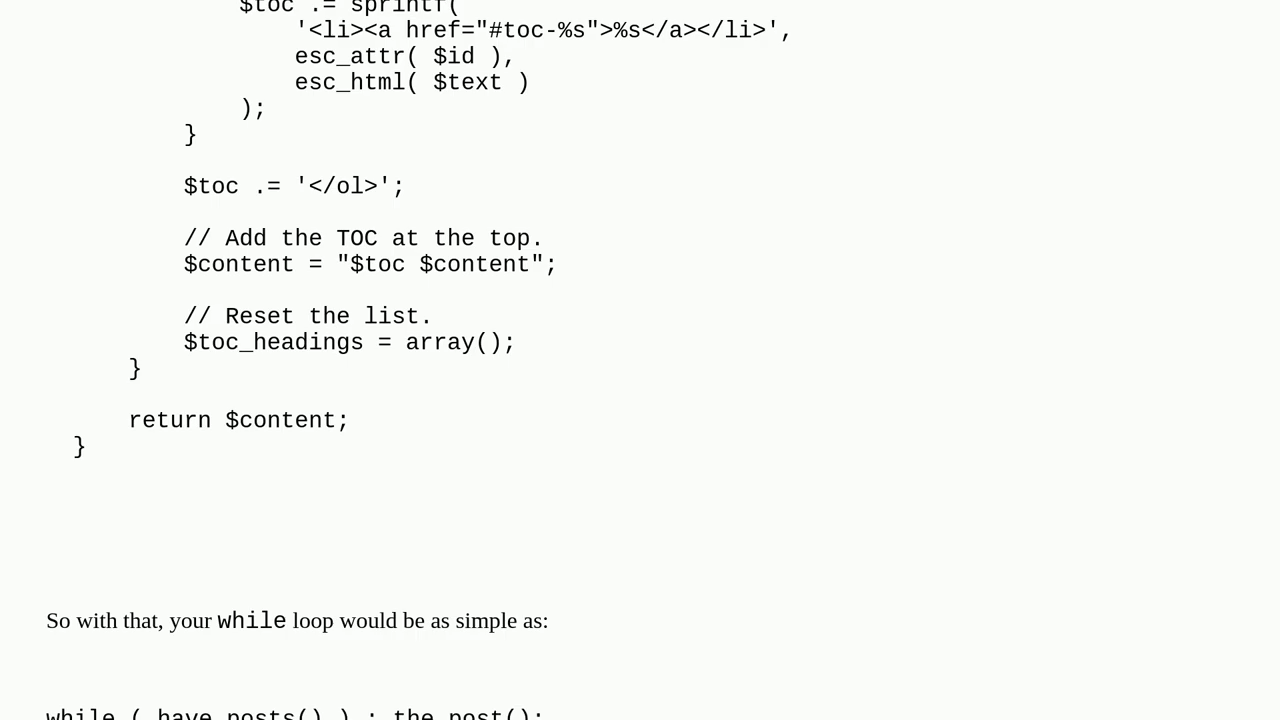 $toc .= sprintf(
'<li><a href="#toc-%s">%s</a></li>',
esc_attr( $id ),
esc_html( $text )
);
}
$toc .= '</ol>';
// Add the TOC at the top.
$content = "$toc $content";
// Reset the list.
$toc_headings = array();
}
return $content;
}
So with that, your while loop would be as simple as:
while ( have_posts() ) : the_post();